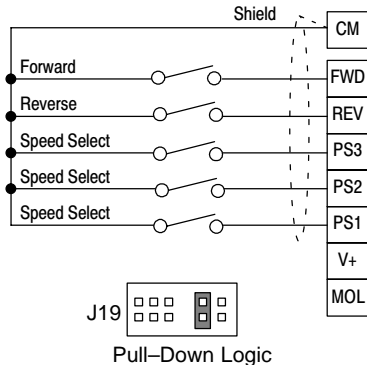 Shield
CM
Forward
FWD
Reverse
REV
Speed Select
PS3
Speed Select
PS2
Speed Select
PS1
V+
MOL
J19
Pull–Down Logic